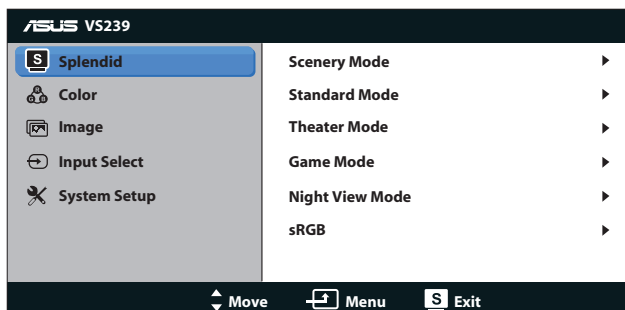 ASUS VS239
S Splendid
Color
Image
Input Select
System Setup
Scenery Mode
Standard Mode
Theater Mode
Game Mode
Night View Mode
sRGB
Move Menu S Exit